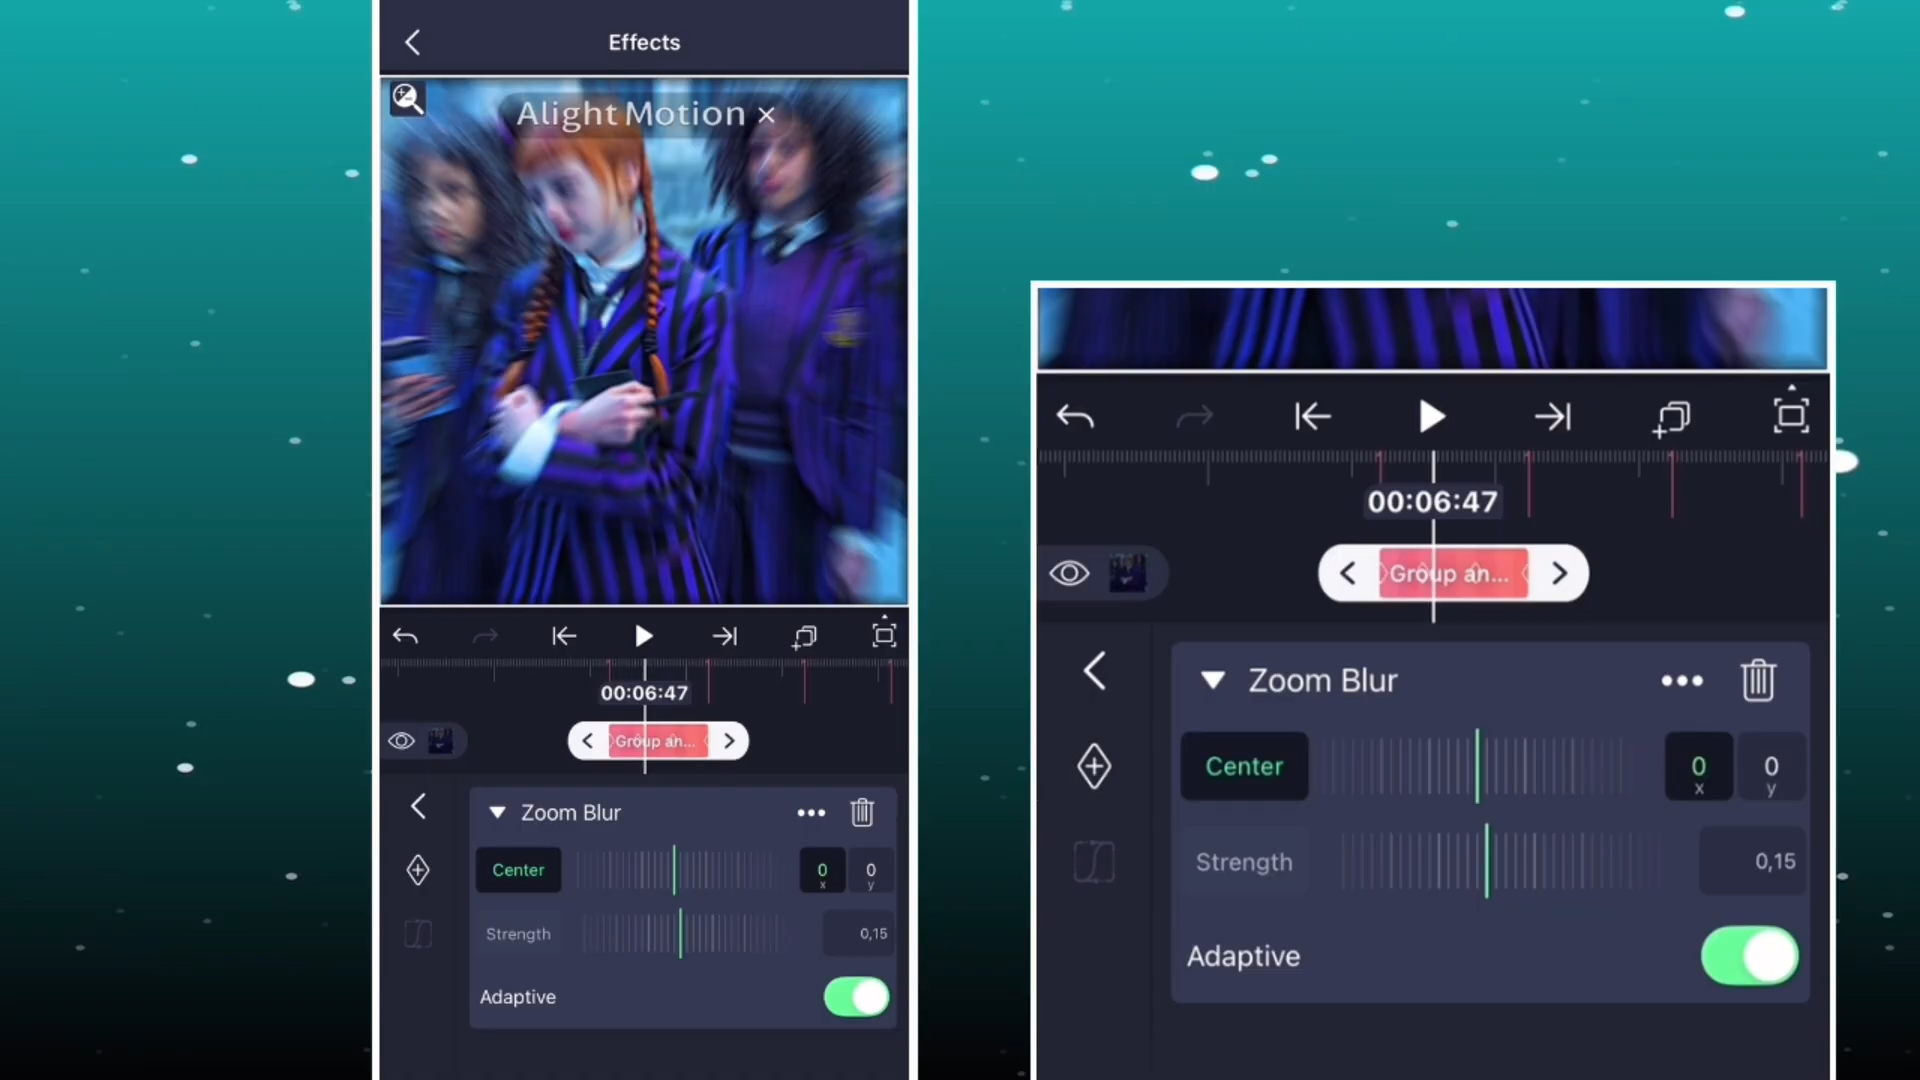 Effects
Alight Motion ×
00:06:47
Group an...
Zoom Blur
Center
0
x
0
y
Strength
0,15
Adaptive
00:06:47
Group an...
Zoom Blur
Center
0
x
0
y
Strength
0,15
Adaptive